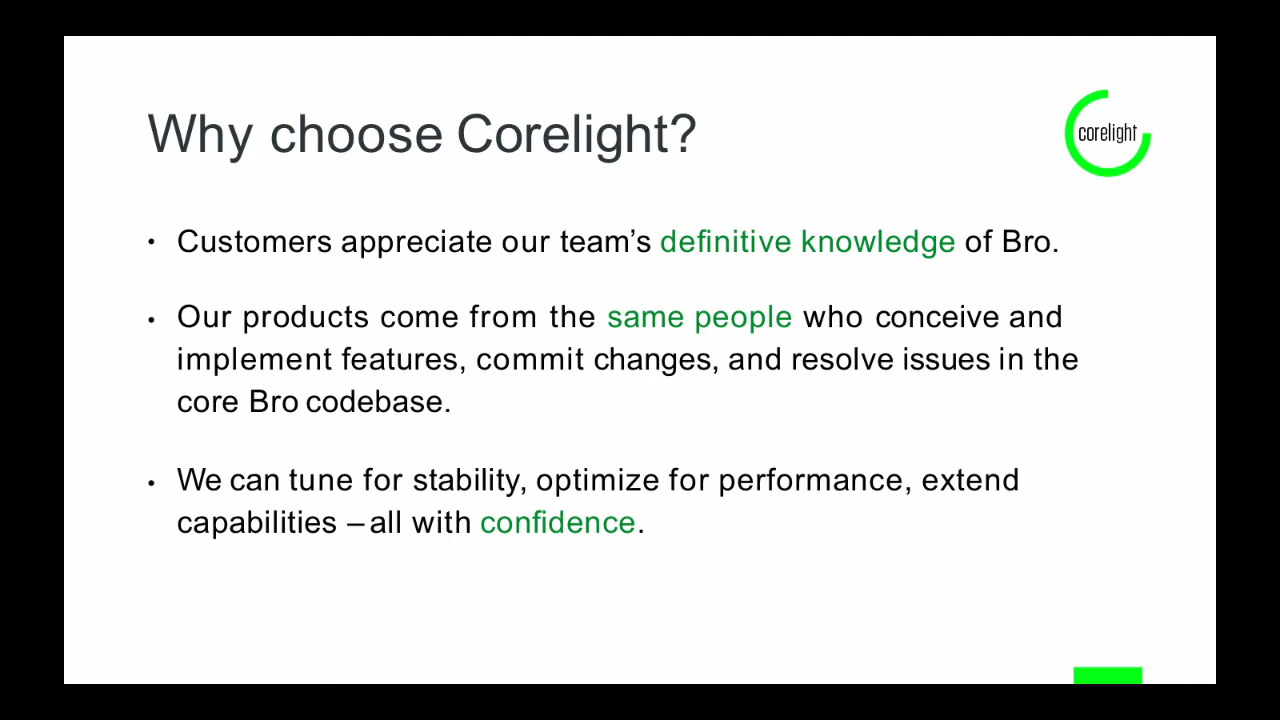 Why choose Corelight?
corelight
• Customers appreciate our team’s definitive knowledge of Bro.
• Our products come from the same people who conceive and
implement features, commit changes, and resolve issues in the
core Bro codebase.
• We can tune for stability, optimize for performance, extend
capabilities – all with confidence.